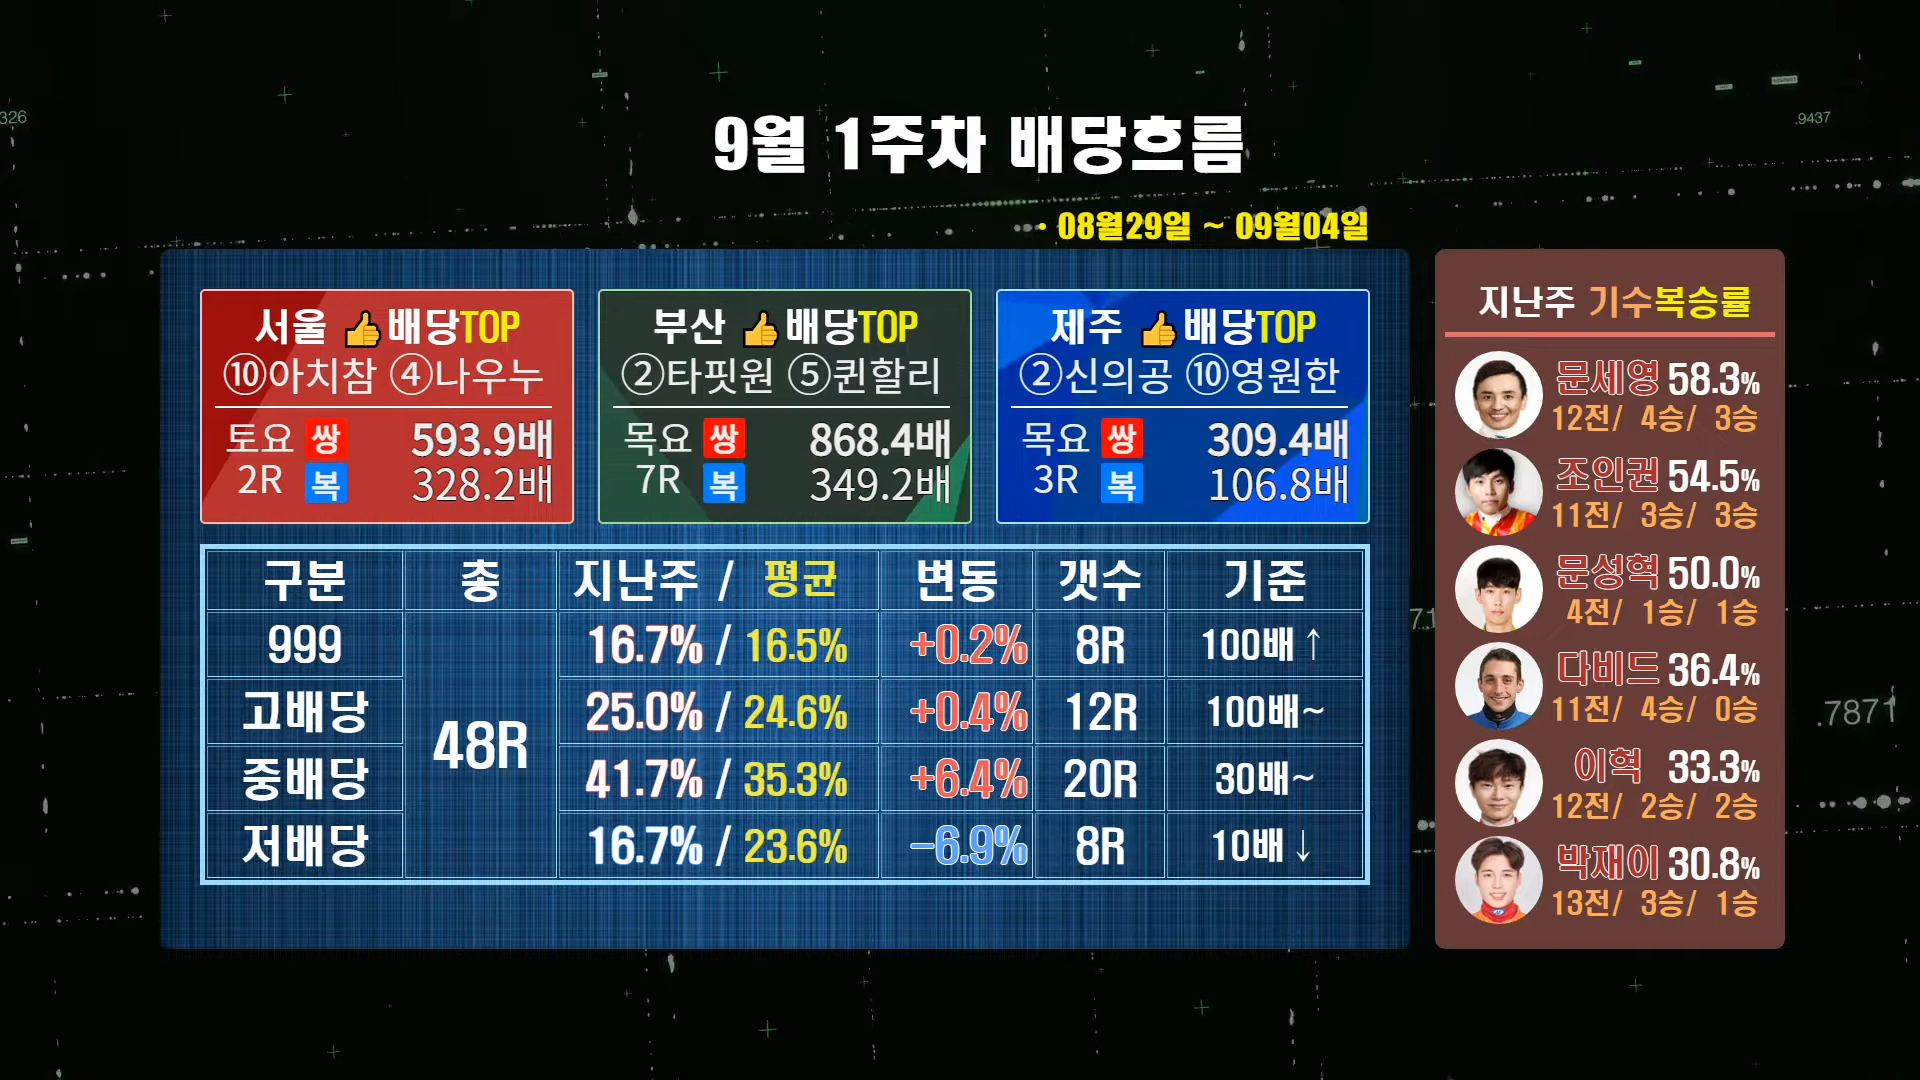 326
.9437
9월 1주차 배당흐름
· 08월29일 ~ 09월04일
서울 👍배당TOP
⑩아치참 ④나우누
토요 쌍 593.9배
2R 복 328.2배
부산 👍배당TOP
②타핏원 ⑤퀸할리
목요 쌍 868.4배
7R 복 349.2배
제주 👍배당TOP
②신의공 ⑩영원한
목요 쌍 309.4배
3R 복 106.8배
구분 총 지난주 / 평균 변동 갯수 기준
999 16.7% / 16.5% +0.2% 8R 100배↑
고배당 25.0% / 24.6% +0.4% 12R 100배~
48R
중배당 41.7% / 35.3% +6.4% 20R 30배~
저배당 16.7% / 23.6% -6.9% 8R 10배↓
지난주 기수복승률
문세영 58.3%
12전/ 4승/ 3승
조인권 54.5%
11전/ 3승/ 3승
문성혁 50.0%
4전/ 1승/ 1승
다비드 36.4%
11전/ 4승/ 0승
이혁 33.3%
12전/ 2승/ 2승
박재이 30.8%
13전/ 3승/ 1승
.7871